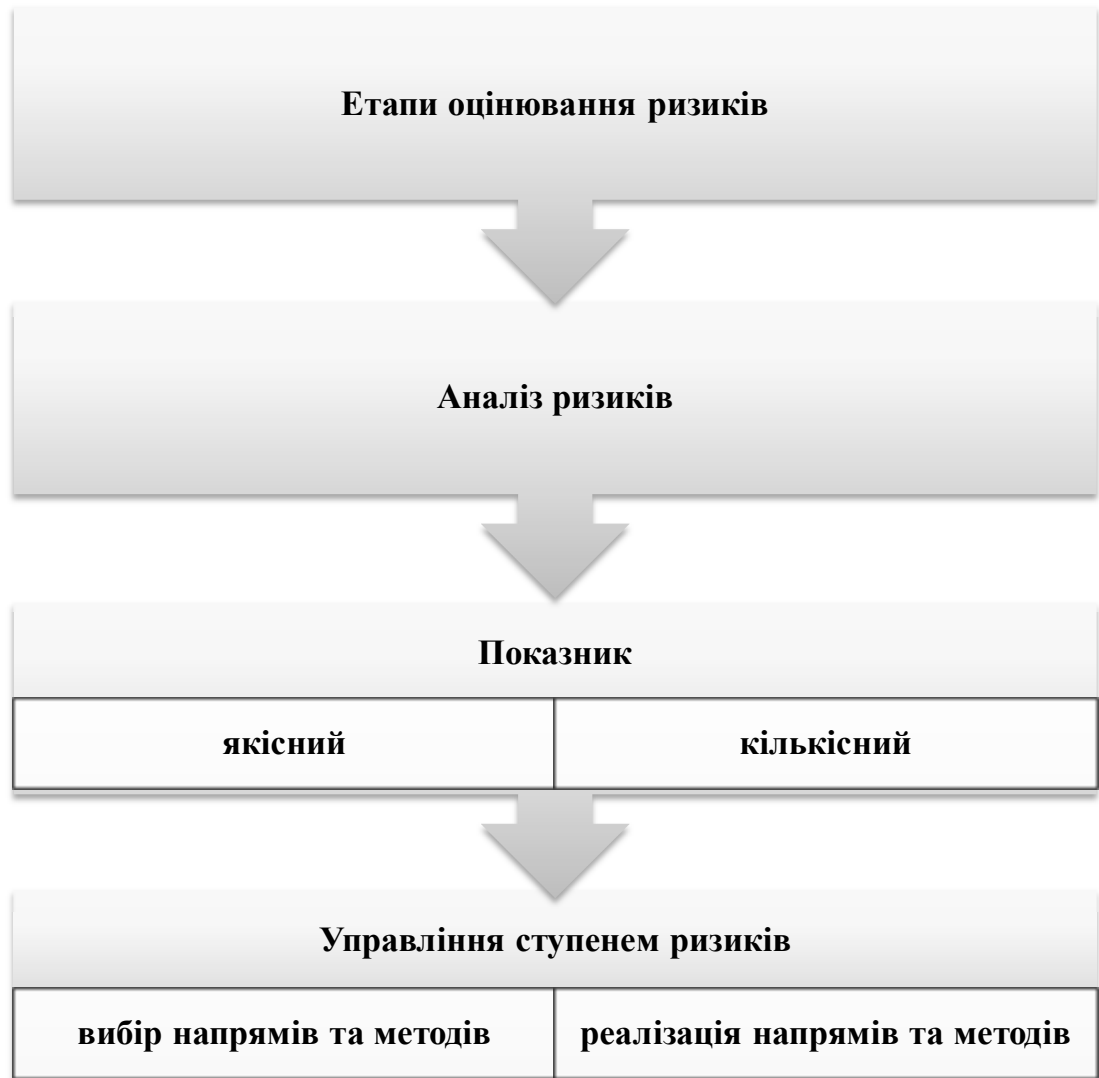 Етапи оцінювання ризиків
Аналіз ризиків
Показник
якісний
кількісний
Управління ступенем ризиків
вибір напрямів та методів
реалізація напрямів та методів